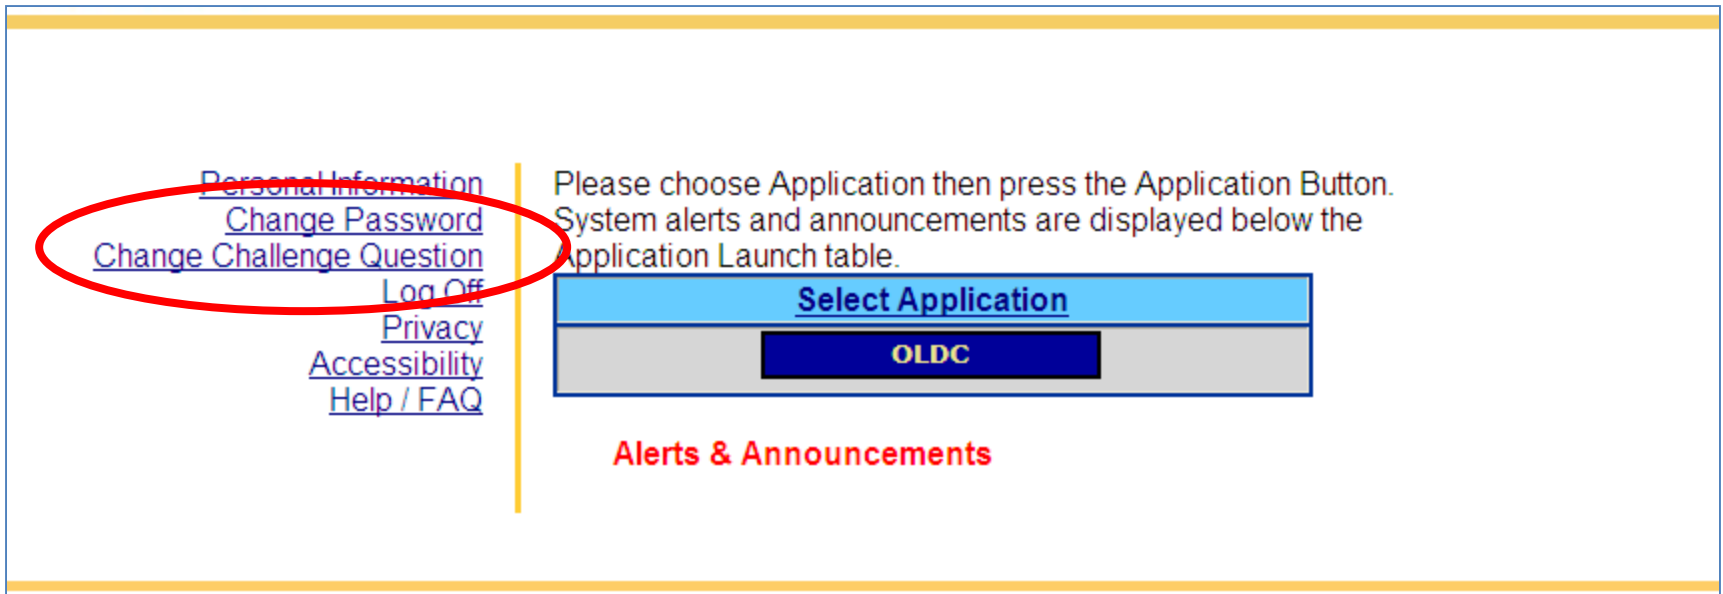 Personal Information
Change Password
Change Challenge Question
Log Off
Privacy
Accessibility
Help / FAQ
Please choose Application then press the Application Button.
System alerts and announcements are displayed below the
Application Launch table.
Select Application
OLDC
Alerts & Announcements